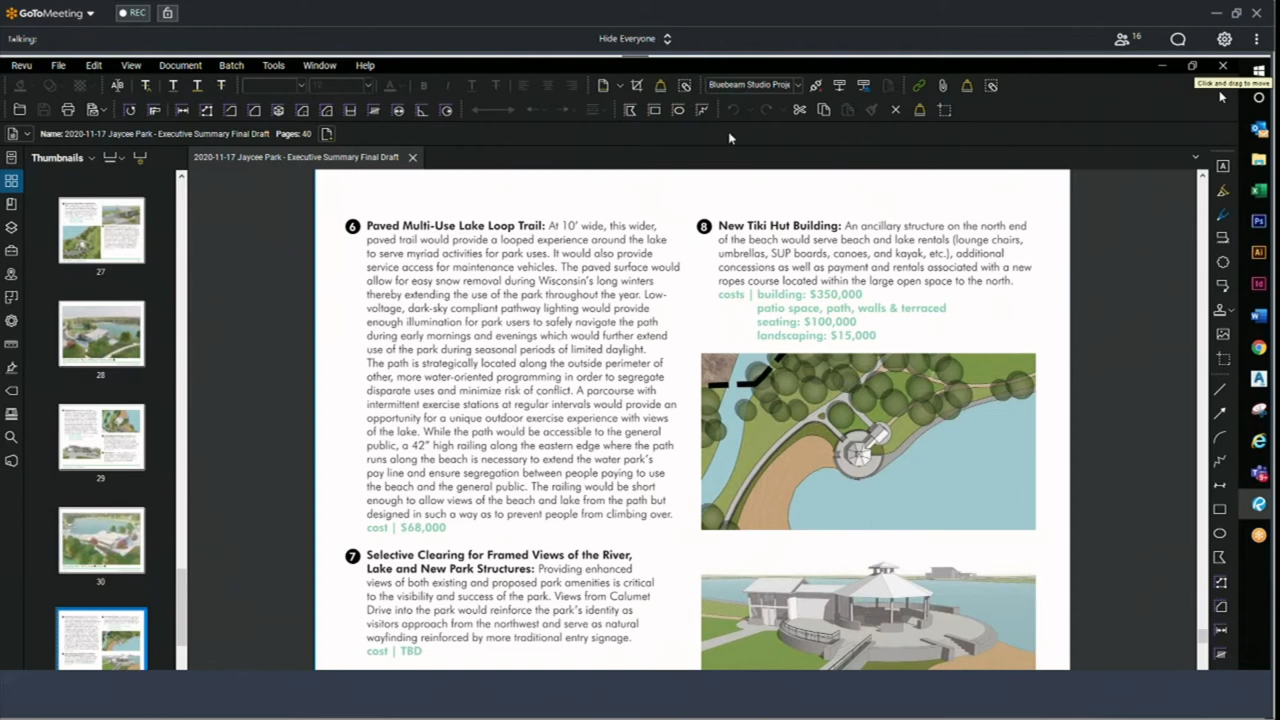 GoToMeeting
REC
Talking:
Hide Everyone
16
Revu File Edit View Document Batch Tools Window Help
Click and drag to move
Bluebeam Studio Proje
Name: 2020-11-17 Jaycee Park - Executive Summary Final Draft Pages: 40
Thumbnails
2020-11-17 Jaycee Park - Executive Summary Final Draft
27
28
29
30
6 Paved Multi-Use Lake Loop Trail: At 10' wide, this wider,
paved trail would provide a looped experience around the lake
to serve myriad activities for park uses. It would also provide
service access for maintenance vehicles. The paved surface would
allow for easy snow removal during Wisconsin's long winters
thereby extending the use of the park throughout the year. Low-
voltage, dark-sky compliant pathway lighting would provide
enough illumination for park users to safely navigate the path
during early mornings and evenings which would further extend
use of the park during seasonal periods of limited daylight.
The path is strategically located along the outside perimeter of
other, more water-oriented programming in order to segregate
disparate uses and minimize risk of conflict. A parcourse with
intermittent exercise stations at regular intervals would provide an
opportunity for a unique outdoor exercise experience with views
of the lake. While the path would be accessible to the general
public, a 42" high railing along the eastern edge where the path
runs along the beach is necessary to extend the water park's
pay line and ensure segregation between people paying to use
the beach and the general public. The railing would be short
enough to allow views of the beach and lake from the path but
designed in such a way as to prevent people from climbing over.
cost | $68,000
7 Selective Clearing for Framed Views of the River,
Lake and New Park Structures: Providing enhanced
views of both existing and proposed park amenities is critical
to the visibility and success of the park. Views from Calumet
Drive into the park would reinforce the park's identity as
visitors approach from the northwest and serve as natural
wayfinding reinforced by more traditional entry signage.
cost | TBD
8 New Tiki Hut Building: An ancillary structure on the north end
of the beach would serve beach and lake rentals (lounge chairs,
umbrellas, SUP boards, canoes, and kayak, etc.), additional
concessions as well as payment and rentals associated with a new
ropes course located within the large open space to the north.
costs | building: $350,000
patio space, path, walls & terraced
seating: $100,000
landscaping: $15,000